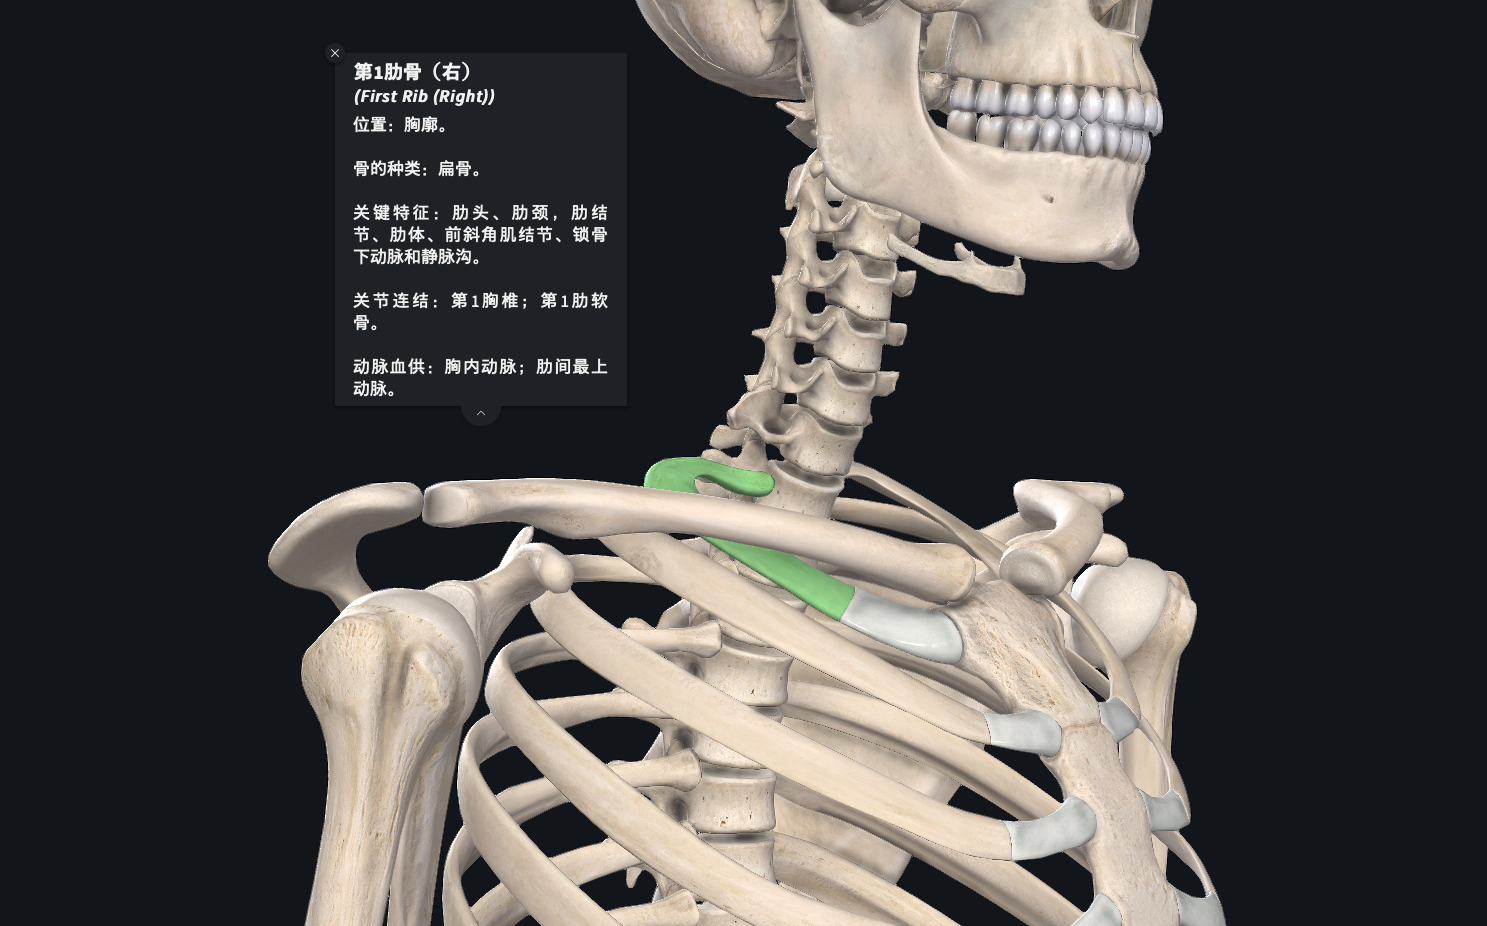 第1肋骨（右）
(First Rib (Right))
位置：胸廓。
骨的种类：扁骨。
关键特征：肋头、肋颈，肋结
节、肋体、前斜角肌结节、锁骨
下动脉和静脉沟。
关节连结：第1胸椎；第1肋软
骨。
动脉血供：胸内动脉；肋间最上
动脉。